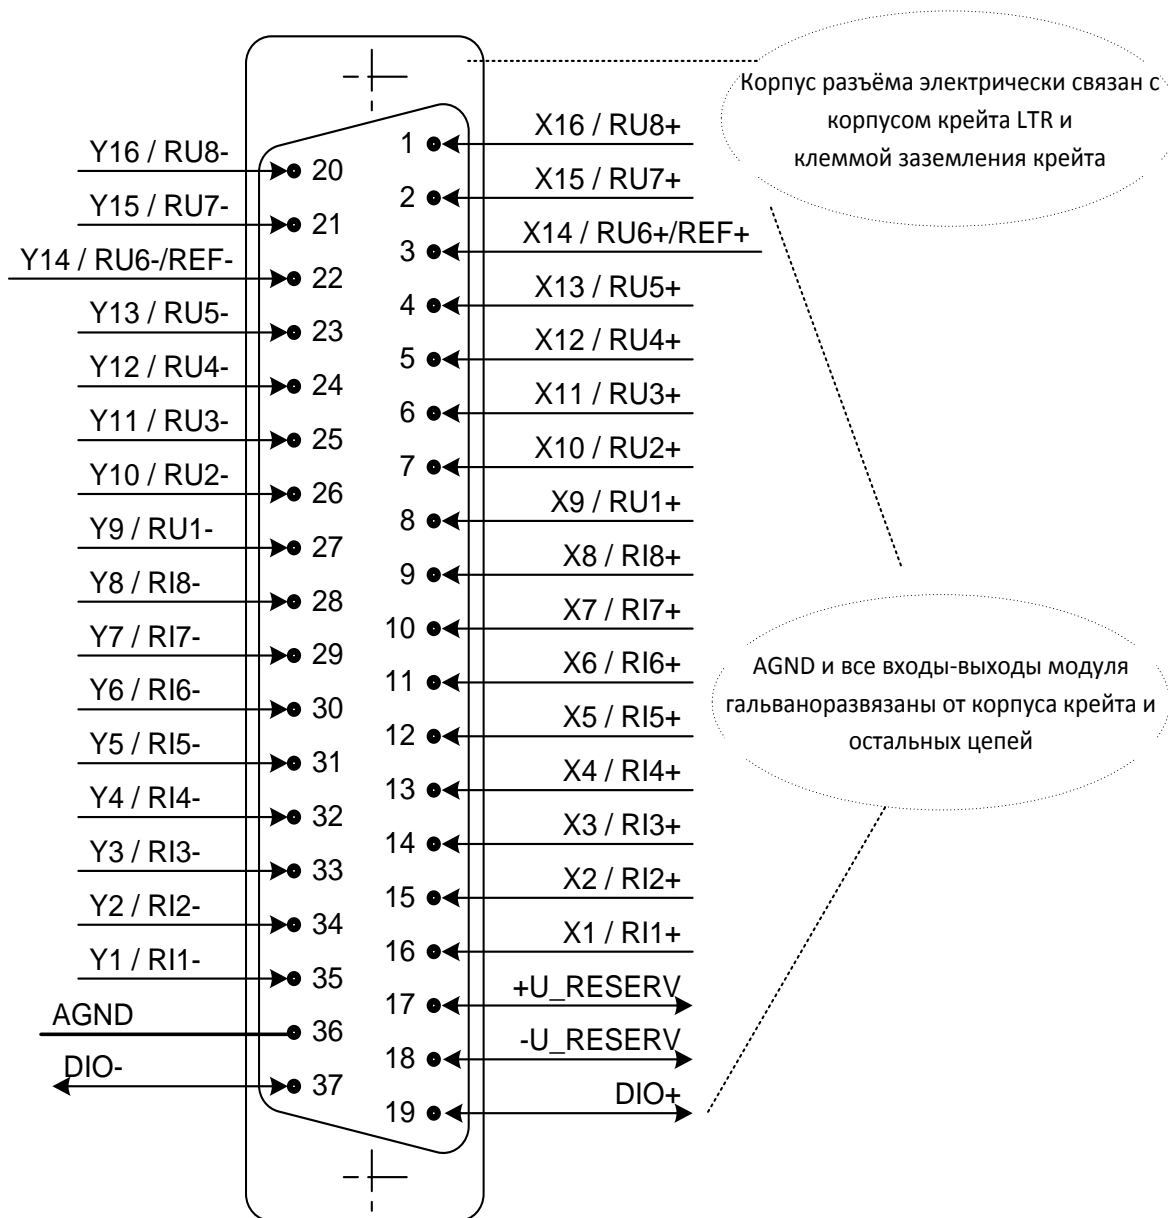 Корпус разъёма электрически связан с
корпусом крейта LTR и
клеммой заземления крейта
X16 / RU8+
1
Y16 / RU8-
20
X15 / RU7+
2
Y15 / RU7-
21
X14 / RU6+/REF+
3
Y14 / RU6-/REF-
22
X13 / RU5+
4
Y13 / RU5-
23
X12 / RU4+
5
Y12 / RU4-
24
X11 / RU3+
6
Y11 / RU3-
25
X10 / RU2+
7
Y10 / RU2-
26
X9 / RU1+
8
Y9 / RU1-
27
X8 / RI8+
9
Y8 / RI8-
28
X7 / RI7+
10
Y7 / RI7-
29
X6 / RI6+
11
Y6 / RI6-
30
X5 / RI5+
12
Y5 / RI5-
31
X4 / RI4+
13
Y4 / RI4-
32
X3 / RI3+
14
Y3 / RI3-
33
X2 / RI2+
15
Y2 / RI2-
34
X1 / RI1+
16
Y1 / RI1-
35
+U_RESERV
17
AGND
36
-U_RESERV
18
DIO-
37
DIO+
19
AGND и все входы-выходы модуля
гальваноразвязаны от корпуса крейта и
остальных цепей